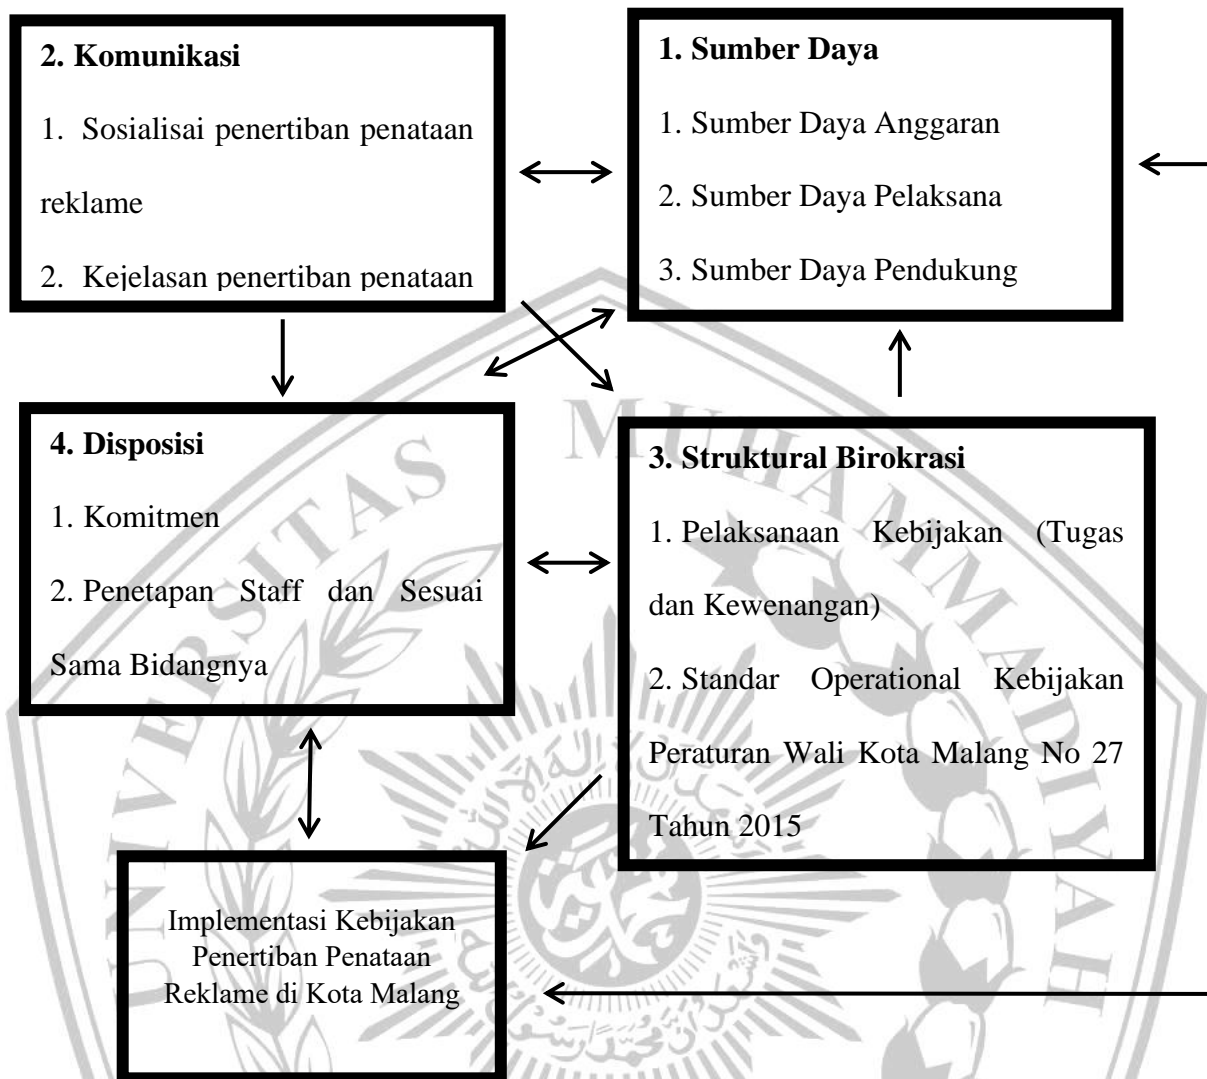 2. Komunikasi
1. Sosialisai penertiban penataan
reklame
2. Kejelasan penertiban penataan
1. Sumber Daya
1. Sumber Daya Anggaran
2. Sumber Daya Pelaksana
3. Sumber Daya Pendukung
4. Disposisi
1. Komitmen
2. Penetapan Staff dan Sesuai
Sama Bidangnya
3. Struktural Birokrasi
1. Pelaksanaan Kebijakan (Tugas
dan Kewenangan)
2. Standar Operational Kebijakan
Peraturan Wali Kota Malang No 27
Tahun 2015
Implementasi Kebijakan
Penertiban Penataan
Reklame di Kota Malang
UNIVERSITAS MUHAMMADIYAH